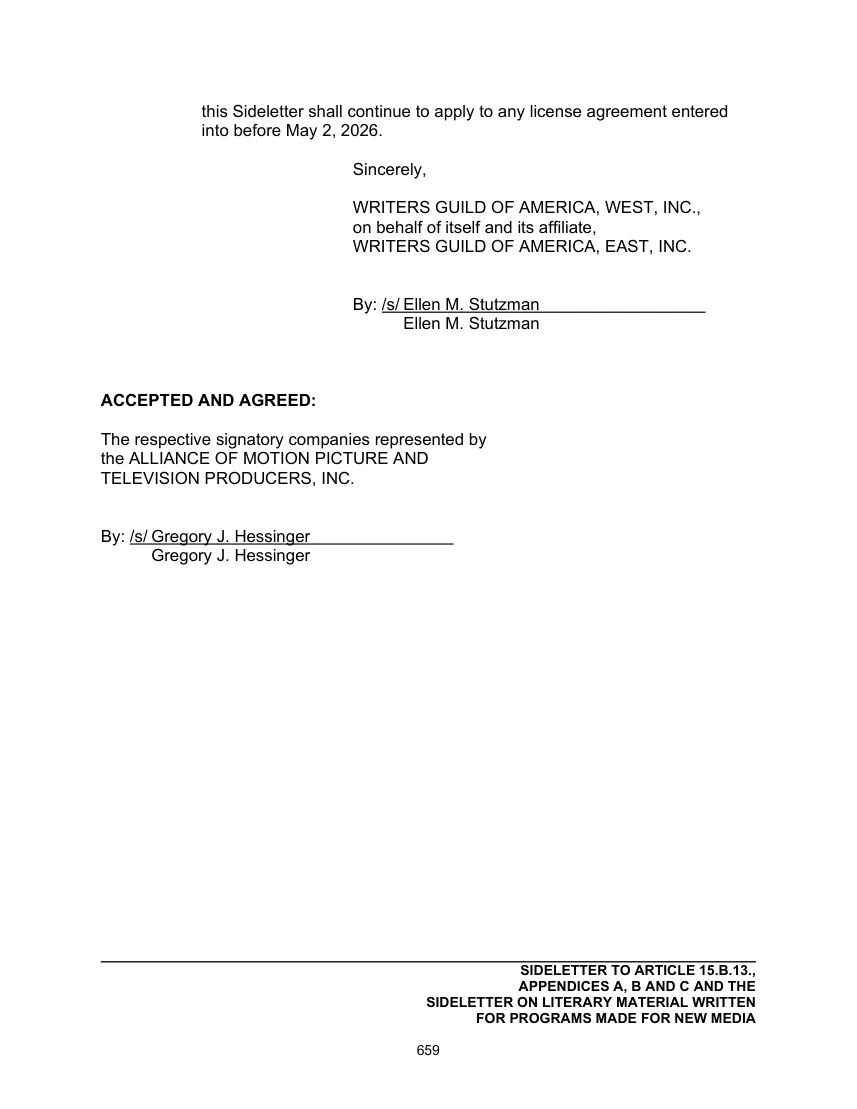 this Sideletter shall continue to apply to any license agreement entered
into before May 2, 2026.
Sincerely,
WRITERS GUILD OF AMERICA, WEST, INC.,
on behalf of itself and its affiliate,
WRITERS GUILD OF AMERICA, EAST, INC.
By: /s/ Ellen M. Stutzman
Ellen M. Stutzman
ACCEPTED AND AGREED:
The respective signatory companies represented by
the ALLIANCE OF MOTION PICTURE AND
TELEVISION PRODUCERS, INC.
By: /s/ Gregory J. Hessinger
Gregory J. Hessinger
SIDELETTER TO ARTICLE 15.B.13.,
APPENDICES A, B AND C AND THE
SIDELETTER ON LITERARY MATERIAL WRITTEN
FOR PROGRAMS MADE FOR NEW MEDIA
659